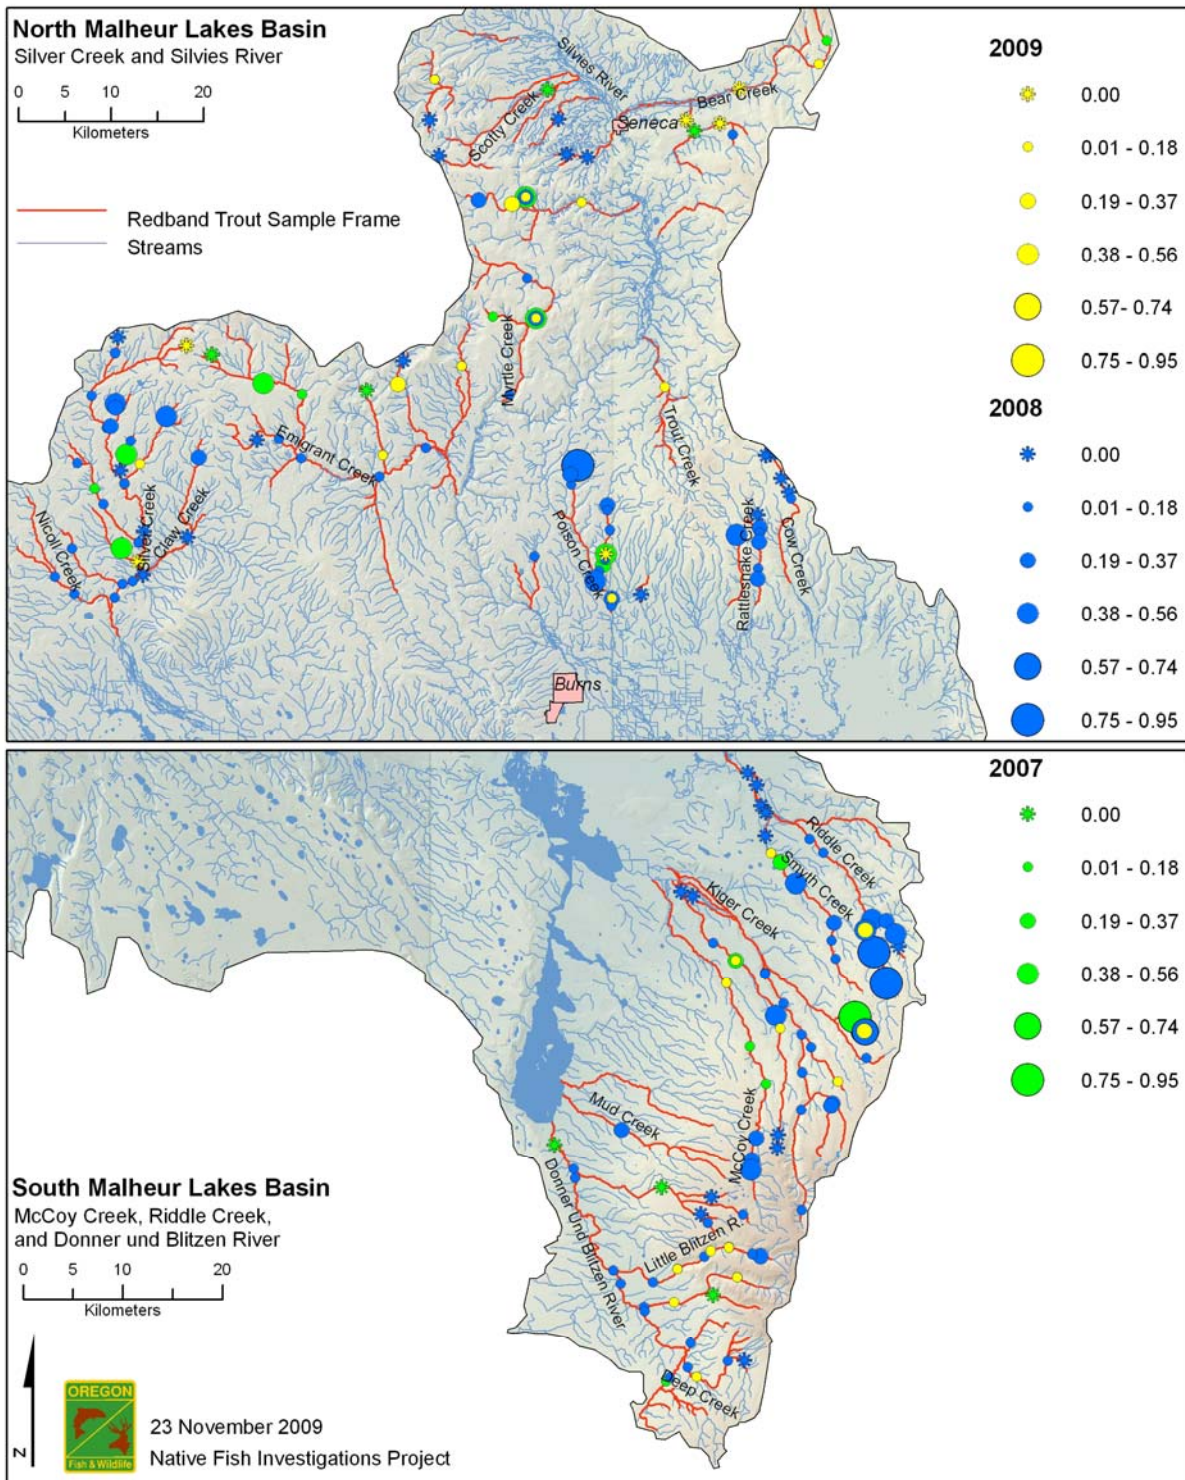 North Malheur Lakes Basin
Silver Creek and Silvies River
0 5 10 20
Kilometers
Redband Trout Sample Frame
Streams
Silvies River
Scotty Creek
Bear Creek
Seneca
Myrtle Creek
Emigrant Creek
Trout Creek
Nicoll Creek
Silver Creek
Claw Creek
Poison Creek
Rattlesnake Creek
Cow Creek
Burns
2009
0.00
0.01 - 0.18
0.19 - 0.37
0.38 - 0.56
0.57- 0.74
0.75 - 0.95
2008
0.00
0.01 - 0.18
0.19 - 0.37
0.38 - 0.56
0.57 - 0.74
0.75 - 0.95
2007
0.00
0.01 - 0.18
0.19 - 0.37
0.38 - 0.56
0.57 - 0.74
0.75 - 0.95
Riddle Creek
Smyth Creek
Kiger Creek
Mud Creek
McCoy Creek
Donner Und Blitzen River
Little Blitzen R.
Deep Creek
South Malheur Lakes Basin
McCoy Creek, Riddle Creek,
and Donner und Blitzen River
0 5 10 20
Kilometers
N
OREGON
Fish & Wildlife
23 November 2009
Native Fish Investigations Project